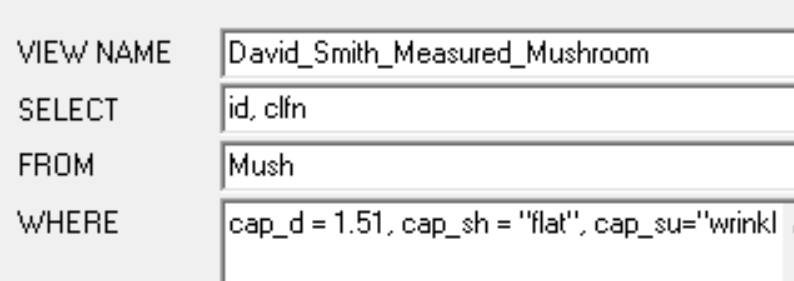 VIEW NAME David_Smith_Measured_Mushroom
SELECT id, clfn
FROM Mush
WHERE cap_d = 1.51, cap_sh = "flat", cap_su="wrinkl